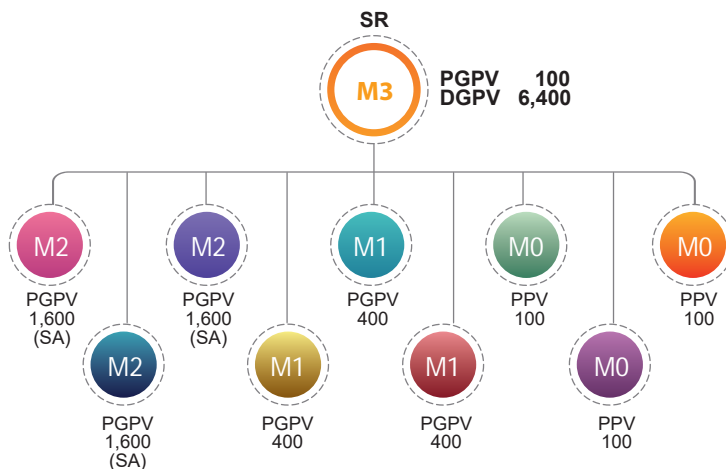 SR
M3
PGPV 100
DGPV 6,400
M2
PGPV
1,600
(SA)
M2
PGPV
1,600
(SA)
M2
PGPV
1,600
(SA)
M1
PGPV
400
M1
PGPV
400
M1
PGPV
400
M0
PPV
100
M0
PPV
100
M0
PPV
100